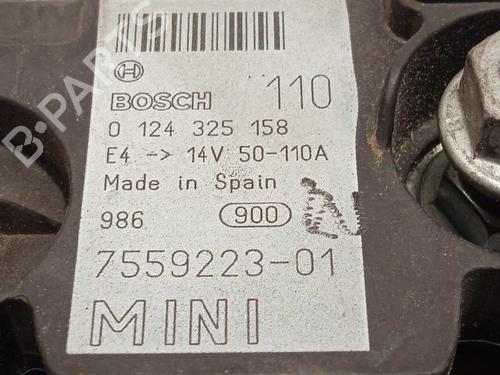 B-PARTS
BOSCH 110
0 124 325 158
E4 -> 14V 50-110A
Made in Spain
986 900
7559223-01
MINI